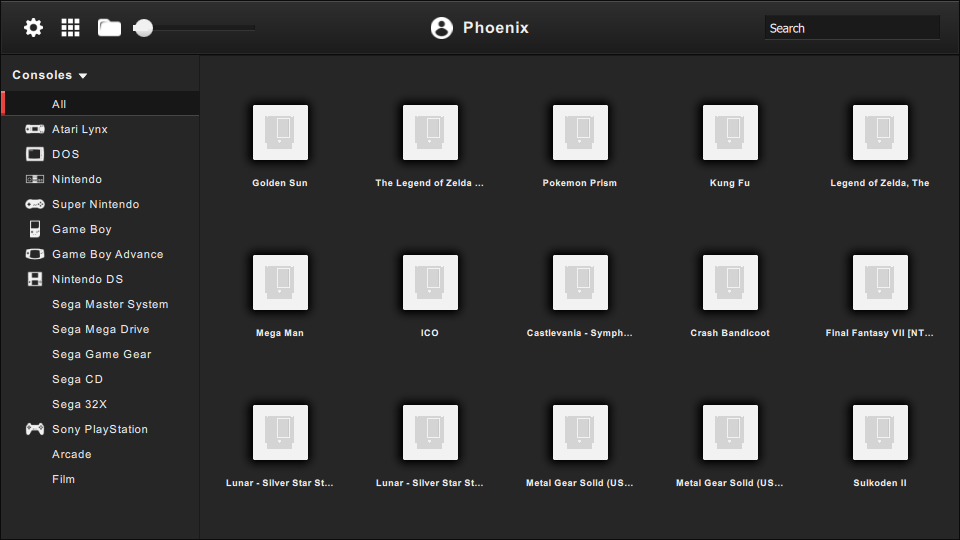 Phoenix
Search
Consoles
All
Atari Lynx
DOS
Nintendo
Super Nintendo
Game Boy
Game Boy Advance
Nintendo DS
Sega Master System
Sega Mega Drive
Sega Game Gear
Sega CD
Sega 32X
Sony PlayStation
Arcade
Film
Golden Sun
The Legend of Zelda ...
Pokemon Prism
Kung Fu
Legend of Zelda, The
Mega Man
ICO
Castlevania - Symph...
Crash Bandicoot
Final Fantasy VII [NT...
Lunar - Silver Star St...
Lunar - Silver Star St...
Metal Gear Solid (US...
Metal Gear Solid (US...
Suikoden II